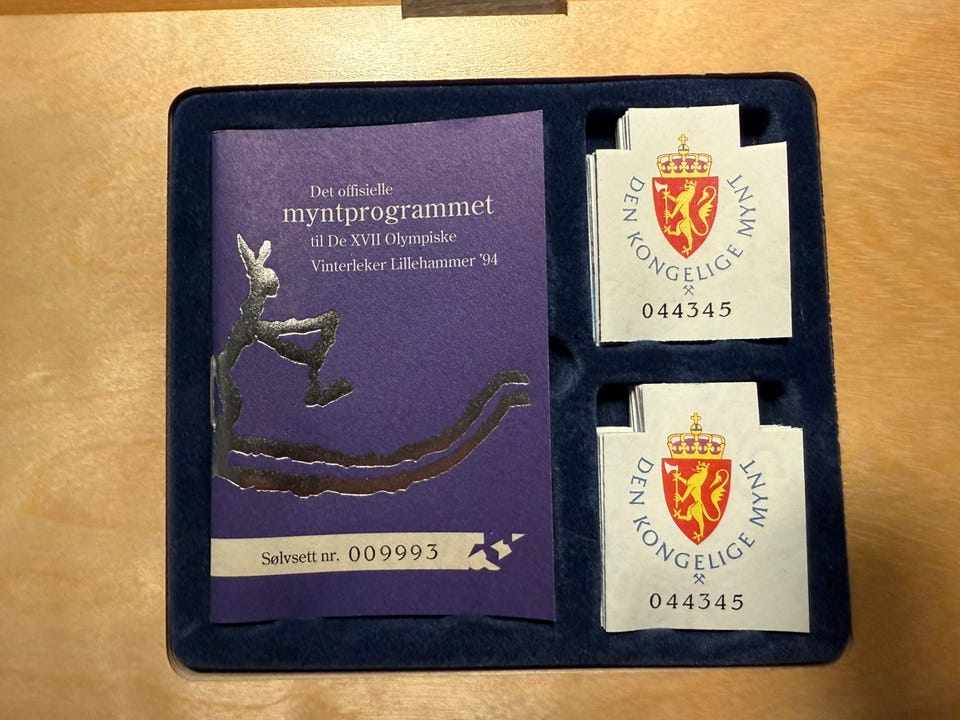 Det offisielle
myntprogrammet
til De XVII Olympiske
Vinterleker Lillehammer '94
Sølvsett nr. 009993
DEN KONGELIGE MYNT
044345
DEN KONGELIGE MYNT
044345